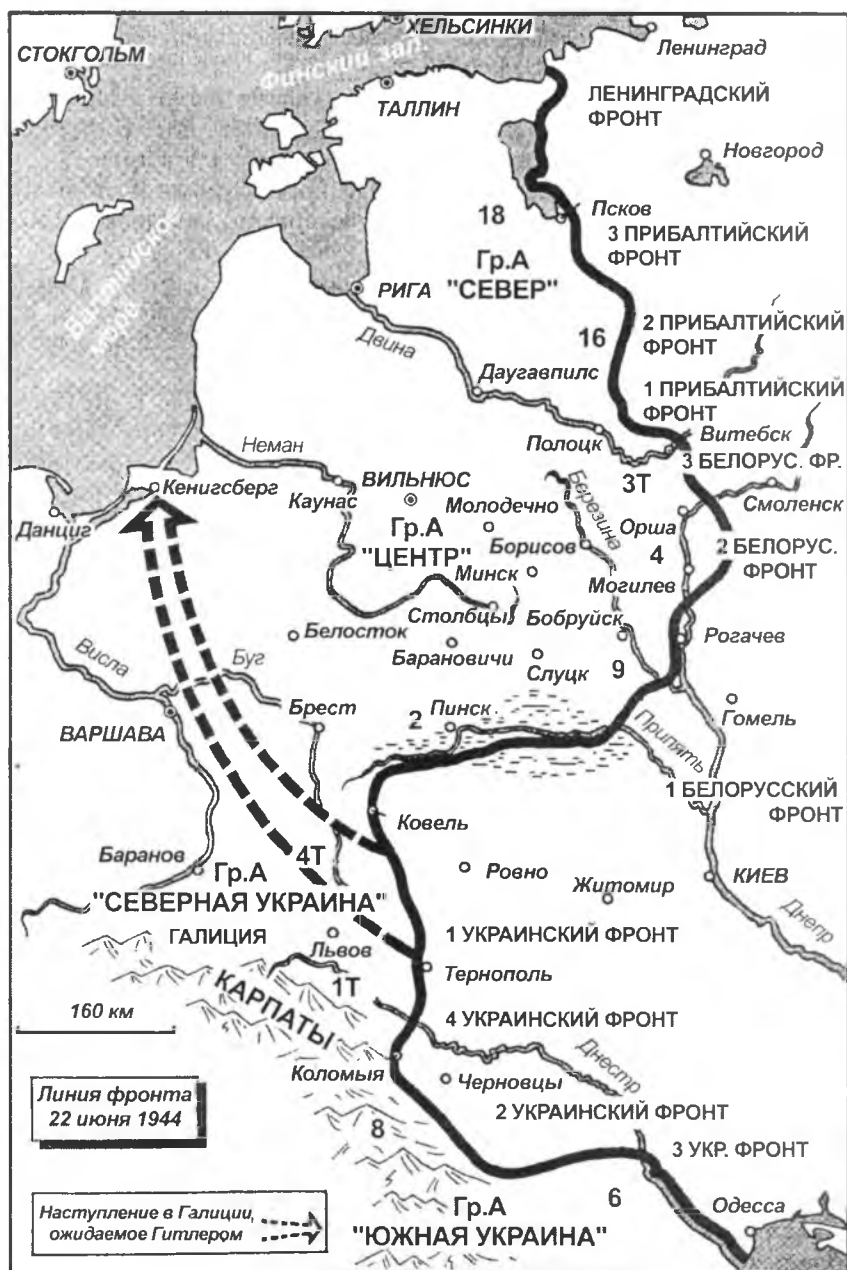 ХЕЛЬСИНКИ
СТОКГОЛЬМ
Финский зал.
Ленинград
ТАЛЛИН
ЛЕНИНГРАДСКИЙ
ФРОНТ
Новгород
18
Псков
3 ПРИБАЛТИЙСКИЙ
ФРОНТ
Гр.А
"СЕВЕР"
РИГА
море
Двина
16
2 ПРИБАЛТИЙСКИЙ
ФРОНТ
Даугавпилс
1 ПРИБАЛТИЙСКИЙ
ФРОНТ
Полоцк
Витебск
Неман
3 БЕЛОРУС. ФР.
ВИЛЬНЮС
3Т
Кенигсберг
Каунас
Молодечно
Березина
Смоленск
Данциг
Гр.А
"ЦЕНТР"
Борисов
Орша
4
2 БЕЛОРУС.
ФРОНТ
Минск
Могилев
Столбцы
Бобруйск
Белосток
Барановичи
Рогачев
Слуцк
9
Висла
Буг
Брест
2
Пинск
Гомель
ВАРШАВА
Припять
1 БЕЛОРУССКИЙ
ФРОНТ
Ковель
Баранов
4Т
Гр.А
"СЕВЕРНАЯ УКРАИНА"
Ровно
Житомир
КИЕВ
Днепр
ГАЛИЦИЯ
Львов
1 УКРАИНСКИЙ ФРОНТ
1Т
Тернополь
КАРПАТЫ
160 км
4 УКРАИНСКИЙ ФРОНТ
Коломыя
Черновцы
Днестр
Линия фронта
22 июня 1944
8
2 УКРАИНСКИЙ ФРОНТ
3 УКР. ФРОНТ
6
Одесса
Наступление в Галиции,
ожидаемое Гитлером
Гр.А
"ЮЖНАЯ УКРАИНА"